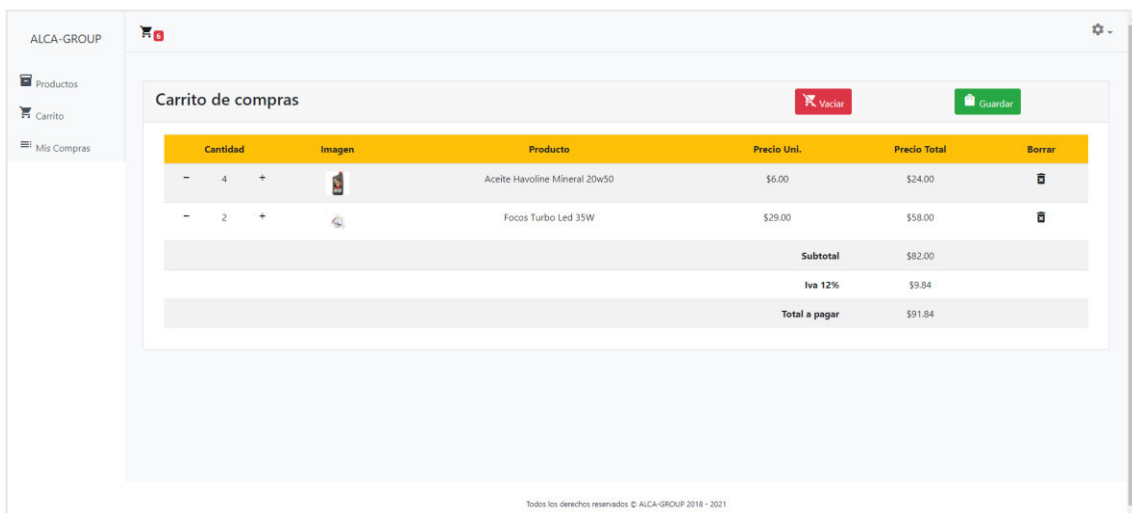 ALCA-GROUP
6
Productos
Carrito
Mis Compras
Carrito de compras Vaciar Guardar
Cantidad Imagen Producto Precio Uni. Precio Total Borrar
- 4 + Aceite Havoline Mineral 20w50 $6.00 $24.00
- 2 + Focos Turbo Led 35W $29.00 $58.00
Subtotal $82.00
Iva 12% $9.84
Total a pagar $91.84
Todos los derechos reservados © ALCA-GROUP 2018 - 2021